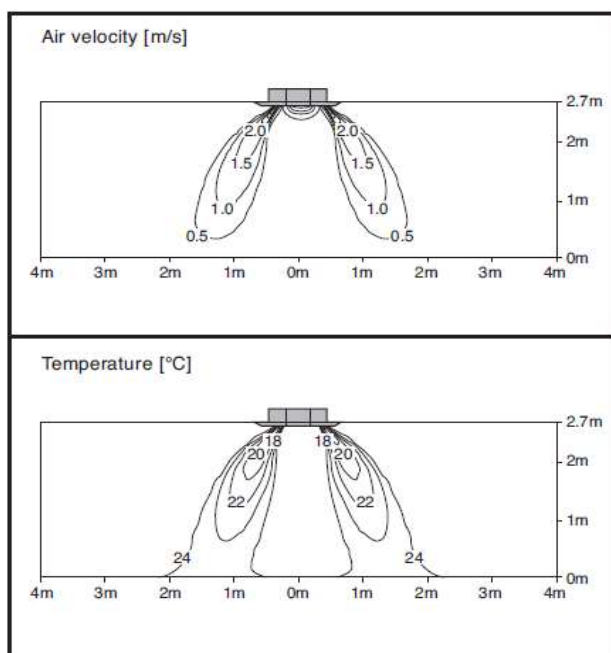 Air velocity [m/s]
2.7m
2.0 2.0
2m
1.5 1.5
1.0 1.0
1m
0.5 0.5
0m
4m 3m 2m 1m 0m 1m 2m 3m 4m
Temperature [°C]
2.7m
18 18
20 20
2m
22 22
1m
24 24
0m
4m 3m 2m 1m 0m 1m 2m 3m 4m